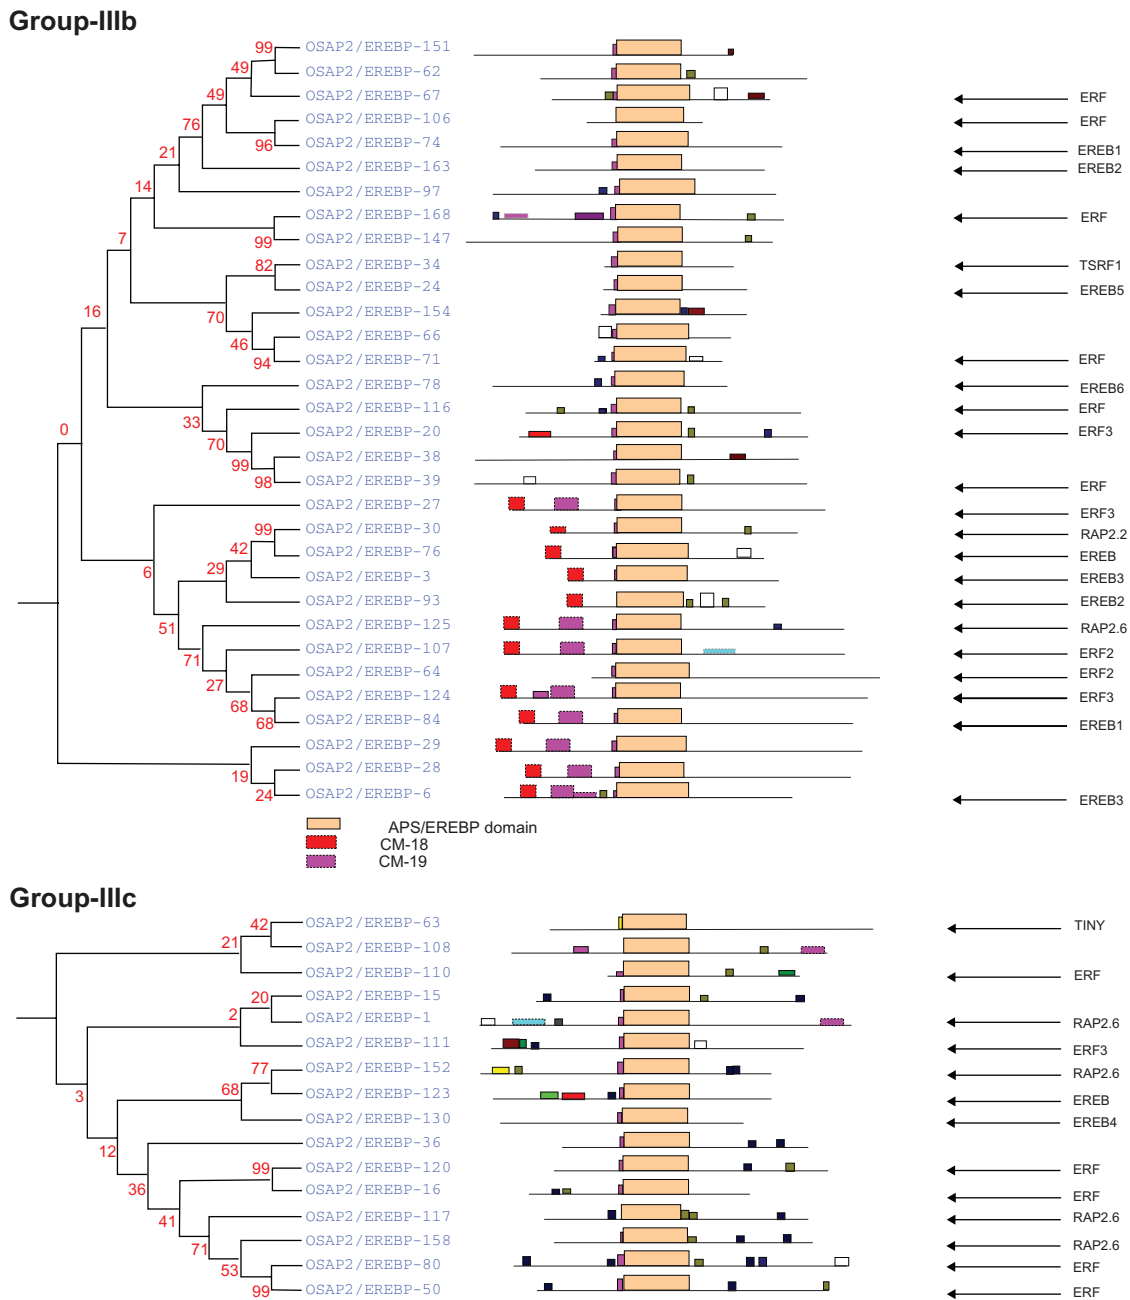 Group-IIIb
99 OSAP2/EREBP-151
49 OSAP2/EREBP-62
49 OSAP2/EREBP-67 ERF
76 OSAP2/EREBP-106 ERF
96 OSAP2/EREBP-74 EREB1
21 OSAP2/EREBP-163 EREB2
14 OSAP2/EREBP-97
OSAP2/EREBP-168 ERF
7 99 OSAP2/EREBP-147
82 OSAP2/EREBP-34 TSRF1
OSAP2/EREBP-24 EREB5
16 70 OSAP2/EREBP-154
46 OSAP2/EREBP-66
94 OSAP2/EREBP-71 ERF
OSAP2/EREBP-78 EREB6
33 OSAP2/EREBP-116 ERF
0 70 OSAP2/EREBP-20 ERF3
99 OSAP2/EREBP-38
98 OSAP2/EREBP-39 ERF
OSAP2/EREBP-27 ERF3
99 OSAP2/EREBP-30 RAP2.2
42 OSAP2/EREBP-76 EREB
6 29 OSAP2/EREBP-3 EREB3
OSAP2/EREBP-93 EREB2
51 OSAP2/EREBP-125 RAP2.6
71 OSAP2/EREBP-107 ERF2
27 OSAP2/EREBP-64 ERF2
68 OSAP2/EREBP-124 ERF3
68 OSAP2/EREBP-84 EREB1
OSAP2/EREBP-29
19 OSAP2/EREBP-28
24 OSAP2/EREBP-6 EREB3
APS/EREBP domain
CM-18
CM-19
Group-IIIc
42 OSAP2/EREBP-63 TINY
21 OSAP2/EREBP-108
OSAP2/EREBP-110 ERF
20 OSAP2/EREBP-15
2 OSAP2/EREBP-1 RAP2.6
OSAP2/EREBP-111 ERF3
77 OSAP2/EREBP-152 RAP2.6
3 68 OSAP2/EREBP-123 EREB
OSAP2/EREBP-130 EREB4
12 OSAP2/EREBP-36
99 OSAP2/EREBP-120 ERF
36 OSAP2/EREBP-16 ERF
41 OSAP2/EREBP-117 RAP2.6
71 OSAP2/EREBP-158 RAP2.6
53 OSAP2/EREBP-80 ERF
99 OSAP2/EREBP-50 ERF